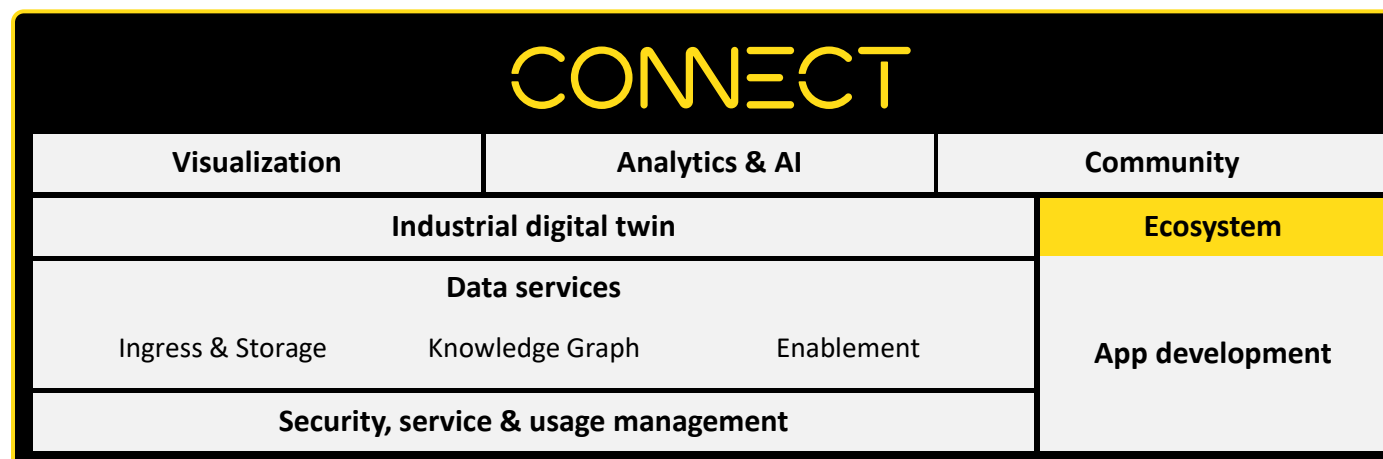 CONNECT
Visualization
Analytics & AI
Community
Industrial digital twin
Ecosystem
Data services
Ingress & Storage
Knowledge Graph
Enablement
App development
Security, service & usage management